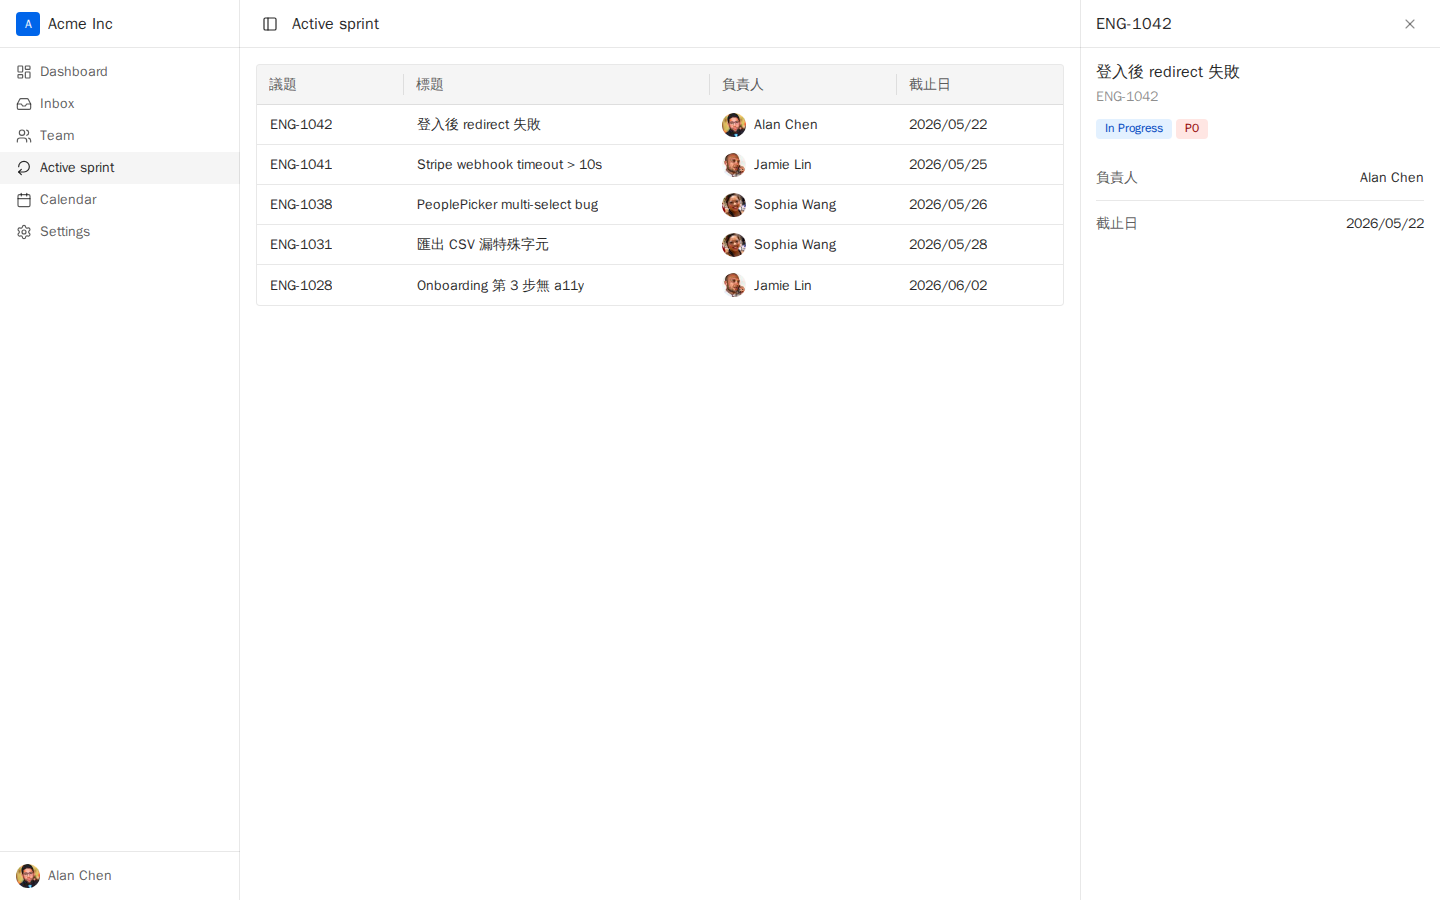 A Acme Inc
Dashboard
Inbox
Team
Active sprint
Calendar
Settings
Alan Chen
Active sprint
議題 標題 負責人 截止日
ENG-1042 登入後 redirect 失敗 Alan Chen 2026/05/22
ENG-1041 Stripe webhook timeout > 10s Jamie Lin 2026/05/25
ENG-1038 PeoplePicker multi-select bug Sophia Wang 2026/05/26
ENG-1031 匯出 CSV 漏特殊字元 Sophia Wang 2026/05/28
ENG-1028 Onboarding 第 3 步無 a11y Jamie Lin 2026/06/02
ENG-1042
登入後 redirect 失敗
ENG-1042
In Progress P0
負責人 Alan Chen
截止日 2026/05/22